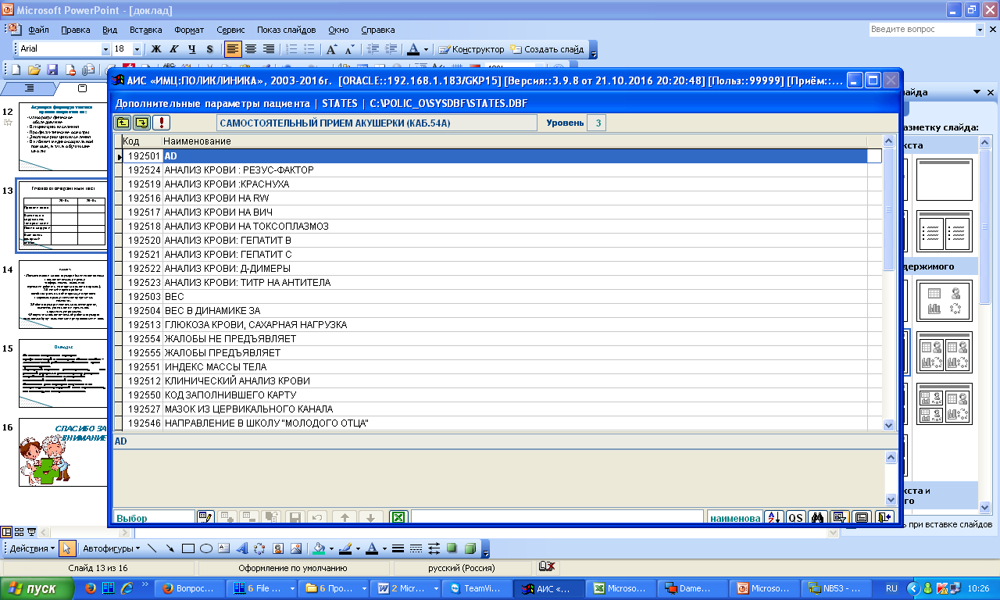 Microsoft PowerPoint - [доклад]
Файл Правка Вид Вставка Формат Сервис Показ слайдов Окно Справка
Введите вопрос
Arial 18 Ж К Ч S Конструктор Создать слайд
АИС «ИМЦ:ПОЛИКЛИНИКА», 2003-2016г. [ORACLE::192.168.1.183/GKP15] [Версия::3.9.8 от 21.10.2016 20:20:48] [Польз::99999] [Приём::...
Дополнительные параметры пациента | STATES | C:\POLIC_O\SYSDBF\STATES.DBF
САМОСТОЯТЕЛЬНЫЙ ПРИЕМ АКУШЕРКИ (КАБ.54А) Уровень 3
Код Наименование
192501 AD
192524 АНАЛИЗ КРОВИ : РЕЗУС-ФАКТОР
192519 АНАЛИЗ КРОВИ :КРАСНУХА
192516 АНАЛИЗ КРОВИ НА RW
192517 АНАЛИЗ КРОВИ НА ВИЧ
192518 АНАЛИЗ КРОВИ НА ТОКСОПЛАЗМОЗ
192520 АНАЛИЗ КРОВИ: ГЕПАТИТ В
192521 АНАЛИЗ КРОВИ: ГЕПАТИТ С
192522 АНАЛИЗ КРОВИ: Д-ДИМЕРЫ
192523 АНАЛИЗ КРОВИ: ТИТР НА АНТИТЕЛА
192503 ВЕС
192504 ВЕС В ДИНАМИКЕ ЗА
192513 ГЛЮКОЗА КРОВИ, САХАРНАЯ НАГРУЗКА
192554 ЖАЛОБЫ НЕ ПРЕДЪЯВЛЯЕТ
192555 ЖАЛОБЫ ПРЕДЪЯВЛЯЕТ
192551 ИНДЕКС МАССЫ ТЕЛА
192512 КЛИНИЧЕСКИЙ АНАЛИЗ КРОВИ
192550 КОД ЗАПОЛНИВШЕГО КАРТУ
192527 МАЗОК ИЗ ЦЕРВИКАЛЬНОГО КАНАЛА
192546 НАПРАВЛЕНИЕ В ШКОЛУ "МОЛОДОГО ОТЦА"
AD
Выбор наименова QS
12
13
14
15
16
СПАСИБО ЗА
ВНИМАНИЕ
лайда
разметку слайда:
кста
держимого
кста и
го
ь при вставке слайдов
Действия Автофигуры
Слайд 13 из 16 Оформление по умолчанию русский (Россия)
пуск Вопрос... 6 File ... 6 Про... 2 Micr... TeamVi... АИС «... Microso... Dame... Microso... NB53 - ... RU 10:26